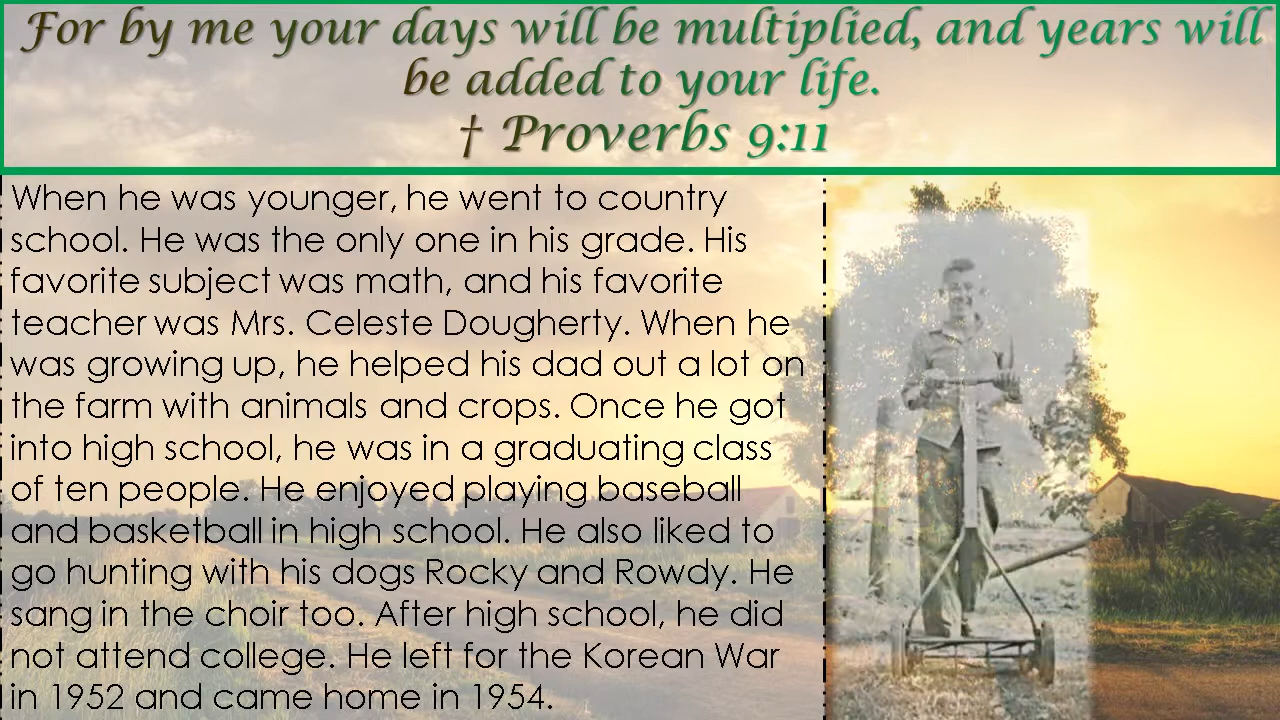 For by me your days will be multiplied, and years will
be added to your life.
† Proverbs 9:11
When he was younger, he went to country
school. He was the only one in his grade. His
favorite subject was math, and his favorite
teacher was Mrs. Celeste Dougherty. When he
was growing up, he helped his dad out a lot on
the farm with animals and crops. Once he got
into high school, he was in a graduating class
of ten people. He enjoyed playing baseball
and basketball in high school. He also liked to
go hunting with his dogs Rocky and Rowdy. He
sang in the choir too. After high school, he did
not attend college. He left for the Korean War
in 1952 and came home in 1954.